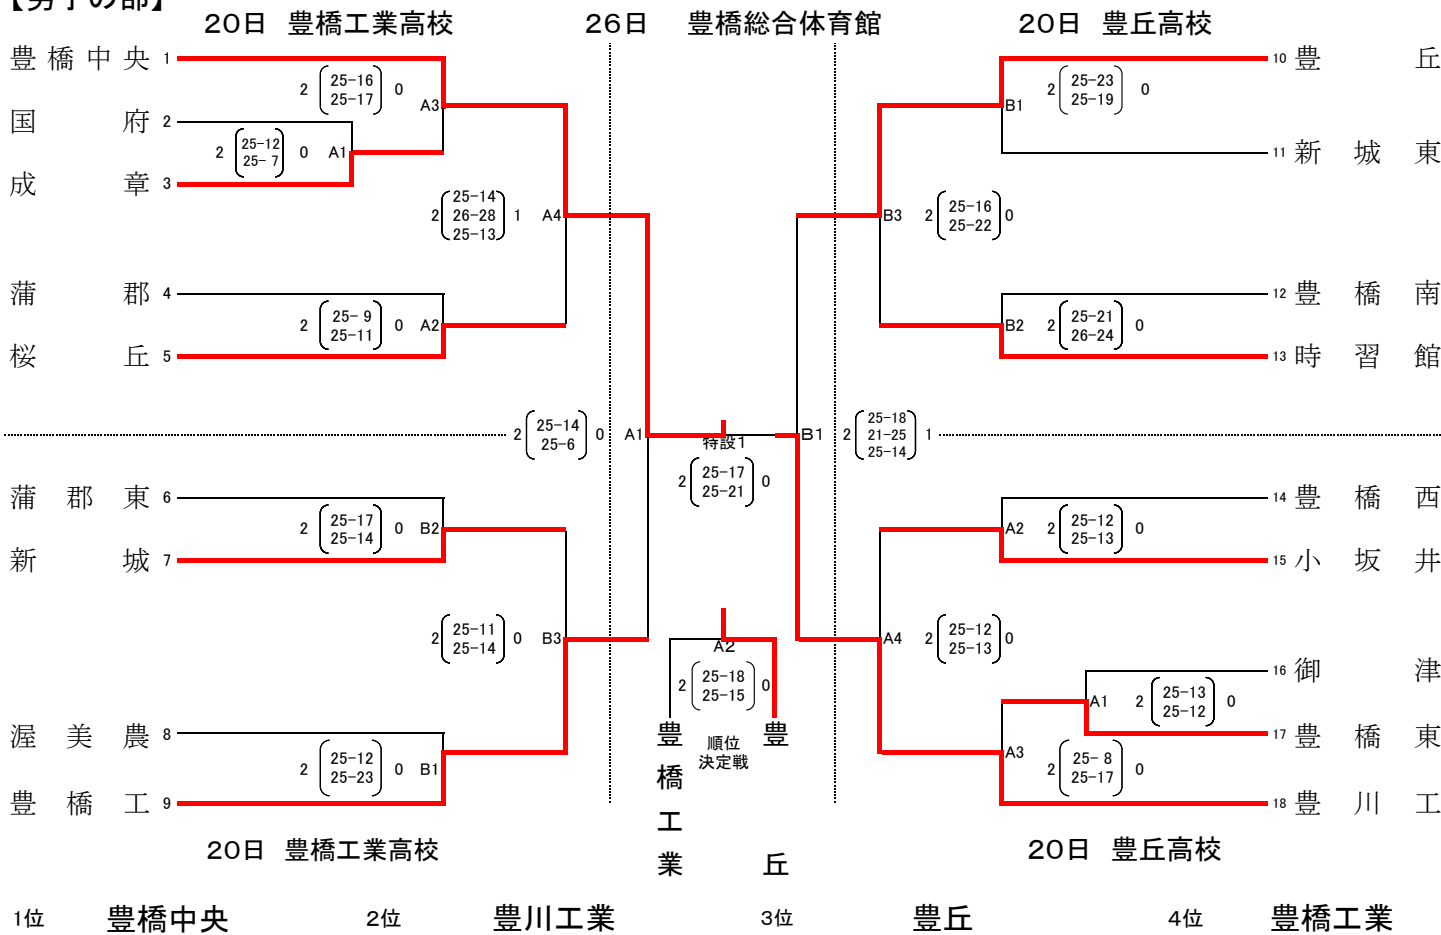 【男子の部】
20日 豊橋工業高校
26日 豊橋総合体育館
20日 豊丘高校
豊橋中央 1
2 25-16 25-17 0 A3
国府 2
2 25-12 25-7 0 A1
成章 3
2 25-14 26-28 25-13 1 A4
蒲郡 4
2 25-9 25-11 0 A2
桜丘 5
2 25-14 25-6 0 A1
蒲郡東 6
2 25-17 25-14 0 B2
新城 7
2 25-11 25-14 0 B3
渥美農 8
2 25-12 25-23 0 B1
豊橋工 9
20日 豊橋工業高校
特設1
2 25-17 25-21 0
A2
2 25-18 25-15 0
豊橋工業
順位
決定戦
豊丘
10 豊丘
B1 2 25-23 25-19 0
11 新城東
B3 2 25-16 25-22 0
12 豊橋南
B2 2 25-21 26-24 0
13 時習館
B1 2 25-18 21-25 25-14 1
14 豊橋西
A2 2 25-12 25-13 0
15 小坂井
A4 2 25-12 25-13 0
16 御津
A1 2 25-13 25-12 0
17 豊橋東
A3 2 25-8 25-17 0
18 豊川工
20日 豊丘高校
1位 豊橋中央 2位 豊川工業 3位 豊丘 4位 豊橋工業